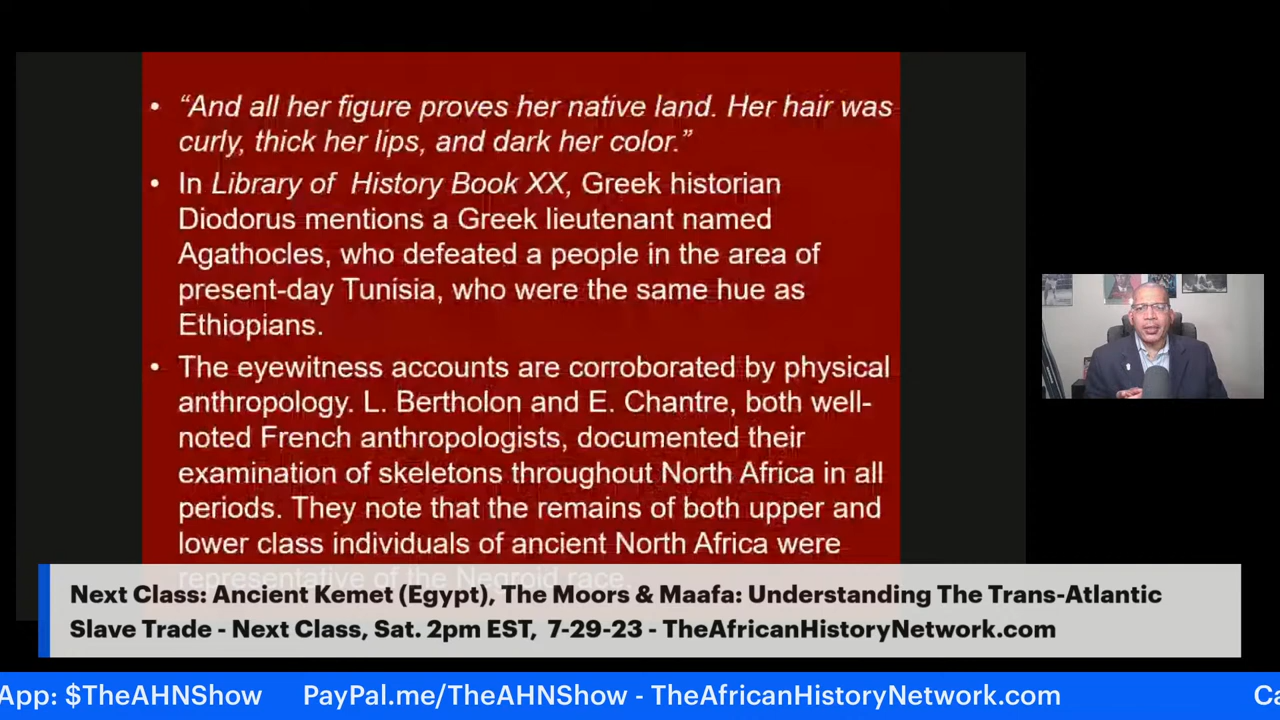 • “And all her figure proves her native land. Her hair was
curly, thick her lips, and dark her color.”
• In Library of History Book XX, Greek historian
Diodorus mentions a Greek lieutenant named
Agathocles, who defeated a people in the area of
present-day Tunisia, who were the same hue as
Ethiopians.
• The eyewitness accounts are corroborated by physical
anthropology. L. Bertholon and E. Chantre, both well-
noted French anthropologists, documented their
examination of skeletons throughout North Africa in all
periods. They note that the remains of both upper and
lower class individuals of ancient North Africa were
representative of the Negroid race.
Next Class: Ancient Kemet (Egypt), The Moors & Maafa: Understanding The Trans-Atlantic
Slave Trade - Next Class, Sat. 2pm EST, 7-29-23 - TheAfricanHistoryNetwork.com
App: $TheAHNShow PayPal.me/TheAHNShow - TheAfricanHistoryNetwork.com Ca